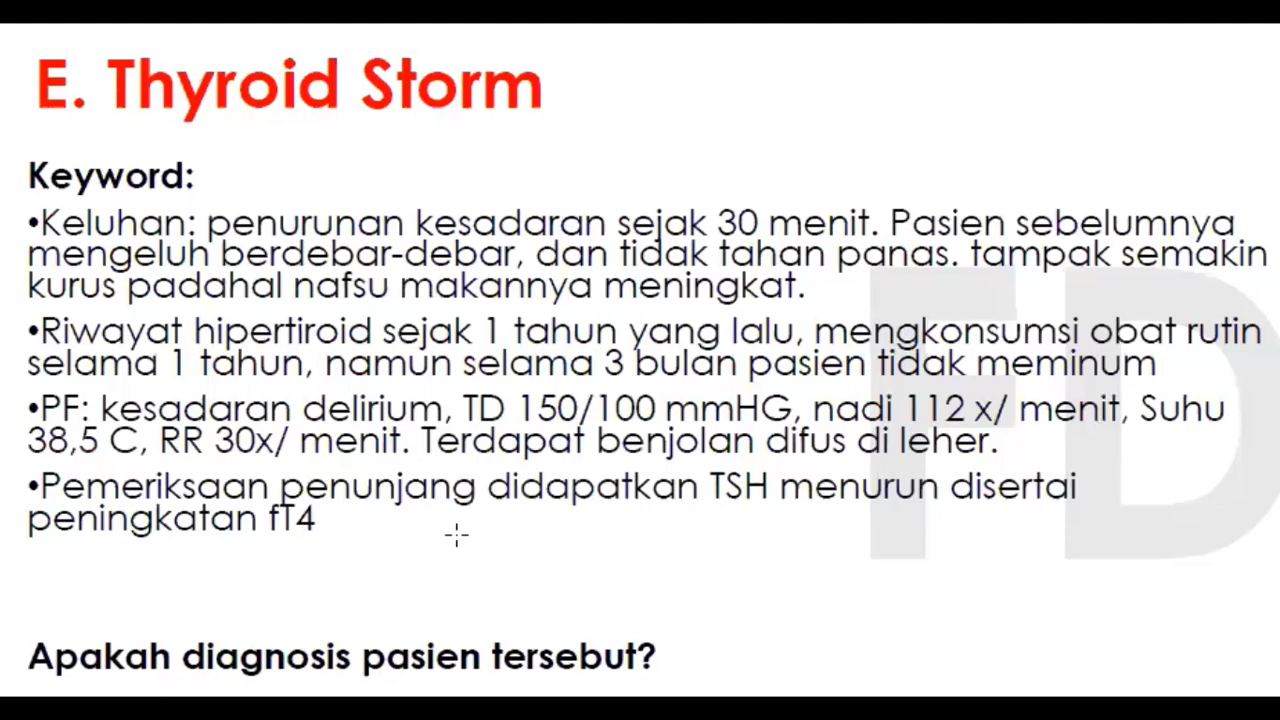 E. Thyroid Storm
Keyword:
•Keluhan: penurunan kesadaran sejak 30 menit. Pasien sebelumnya
mengeluh berdebar-debar, dan tidak tahan panas. tampak semakin
kurus padahal nafsu makannya meningkat.
•Riwayat hipertiroid sejak 1 tahun yang lalu, mengkonsumsi obat rutin
selama 1 tahun, namun selama 3 bulan pasien tidak meminum
•PF: kesadaran delirium, TD 150/100 mmHG, nadi 112 x/ menit, Suhu
38,5 C, RR 30x/ menit. Terdapat benjolan difus di leher.
•Pemeriksaan penunjang didapatkan TSH menurun disertai
peningkatan fT4
Apakah diagnosis pasien tersebut?
FD